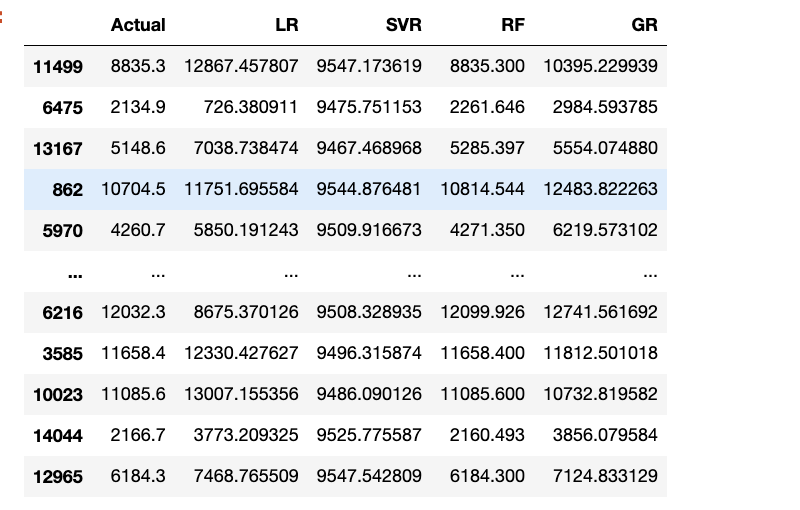 Actual LR SVR RF GR
11499 8835.3 12867.457807 9547.173619 8835.300 10395.229939
6475 2134.9 726.380911 9475.751153 2261.646 2984.593785
13167 5148.6 7038.738474 9467.468968 5285.397 5554.074880
862 10704.5 11751.695584 9544.876481 10814.544 12483.822263
5970 4260.7 5850.191243 9509.916673 4271.350 6219.573102
... ... ... ... ... ...
6216 12032.3 8675.370126 9508.328935 12099.926 12741.561692
3585 11658.4 12330.427627 9496.315874 11658.400 11812.501018
10023 11085.6 13007.155356 9486.090126 11085.600 10732.819582
14044 2166.7 3773.209325 9525.775587 2160.493 3856.079584
12965 6184.3 7468.765509 9547.542809 6184.300 7124.833129